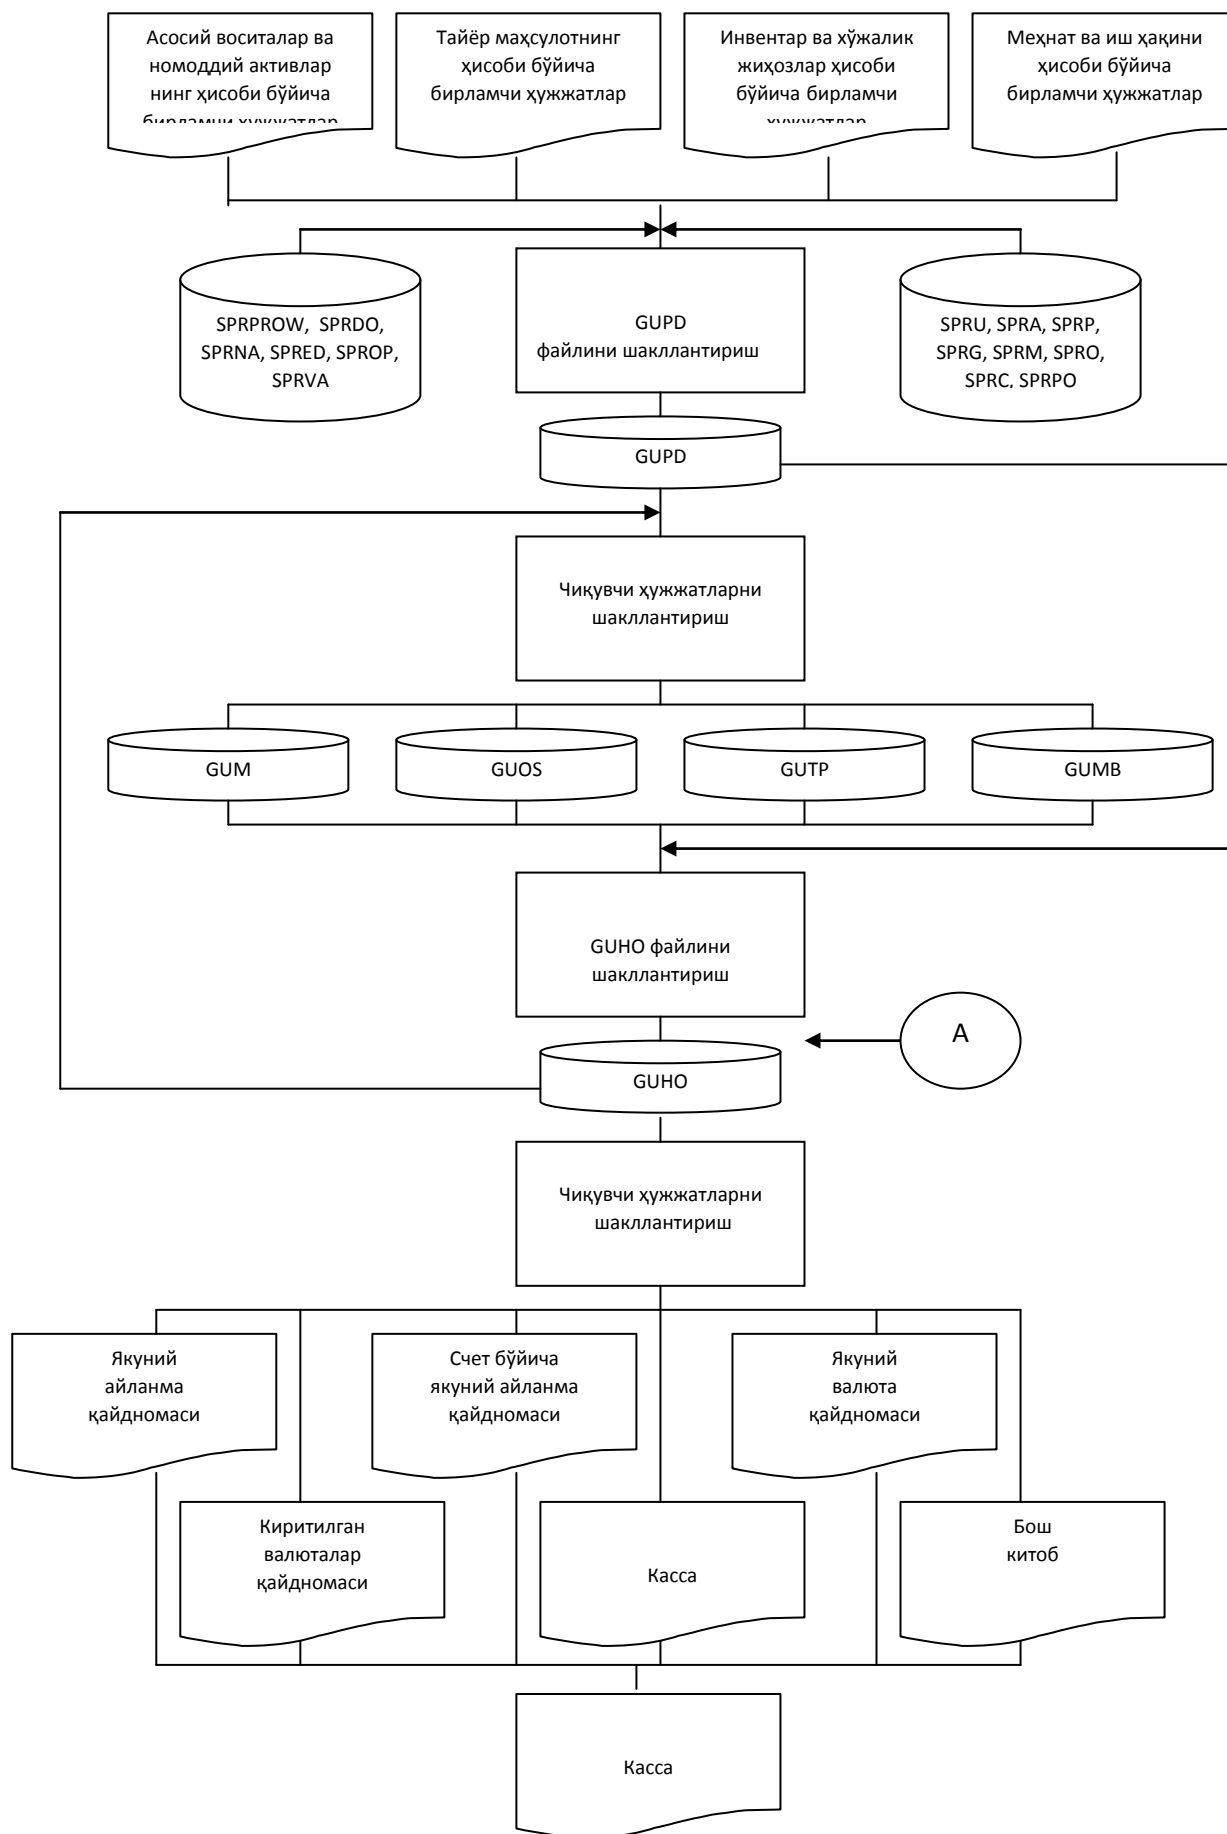 Асосий воситалар ва
номоддий активлар
нинг ҳисоби бўйича
бирламчи ҳужжатлар
Тайёр маҳсулотнинг
ҳисоби бўйича
бирламчи ҳужжатлар
Инвентар ва хўжалик
жиҳозлар ҳисоби
бўйича бирламчи
ҳужжатлар
Меҳнат ва иш ҳақини
ҳисоби бўйича
бирламчи ҳужжатлар
SPRPROW, SPRDO,
SPRNA, SPRED, SPROP,
SPRVA
GUPD
файлини шакллантириш
SPRU, SPRA, SPRP,
SPRG, SPRM, SPRO,
SPRC, SPRPO
GUPD
Чиқувчи ҳужжатларни
шакллантириш
GUM
GUOS
GUTP
GUMB
GUHO файлини
шакллантириш
A
GUHO
Чиқувчи ҳужжатларни
шакллантириш
Якуний
айланма
қайдномаси
Счет бўйича
якуний айланма
қайдномаси
Якуний
валюта
қайдномаси
Киритилган
валюталар
қайдномаси
Касса
Бош
китоб
Касса